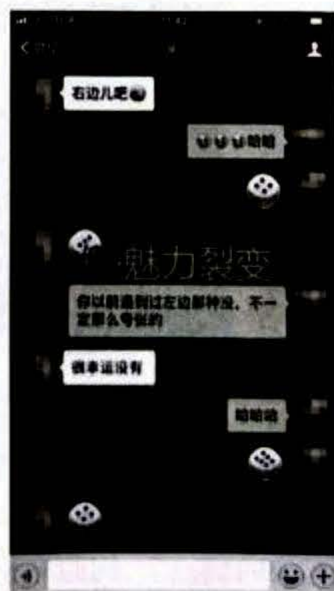 右边儿吧
哈哈
魅力裂变
你以前遇到过左边那种没，不一
定那么夸张的
很幸运没有
哈哈哈